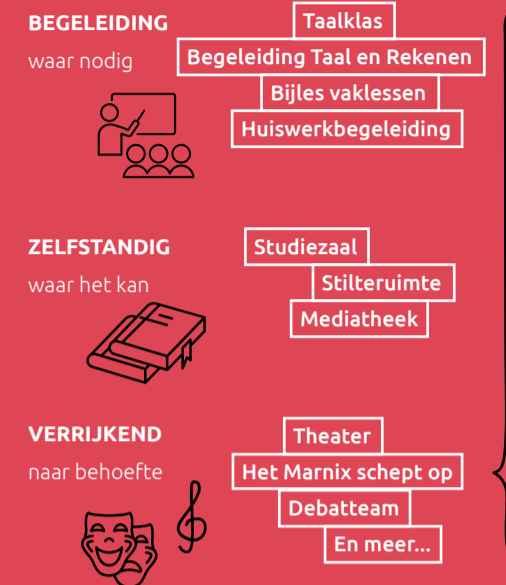 BEGELEIDING
waar nodig
Taalklas
Begeleiding Taal en Rekenen
Bijles vaklessen
Huiswerkbegeleiding
ZELFSTANDIG
waar het kan
Studiezaal
Stilteruimte
Mediatheek
VERRIJKEND
naar behoefte
Theater
Het Marnix schept op
Debatteam
En meer...